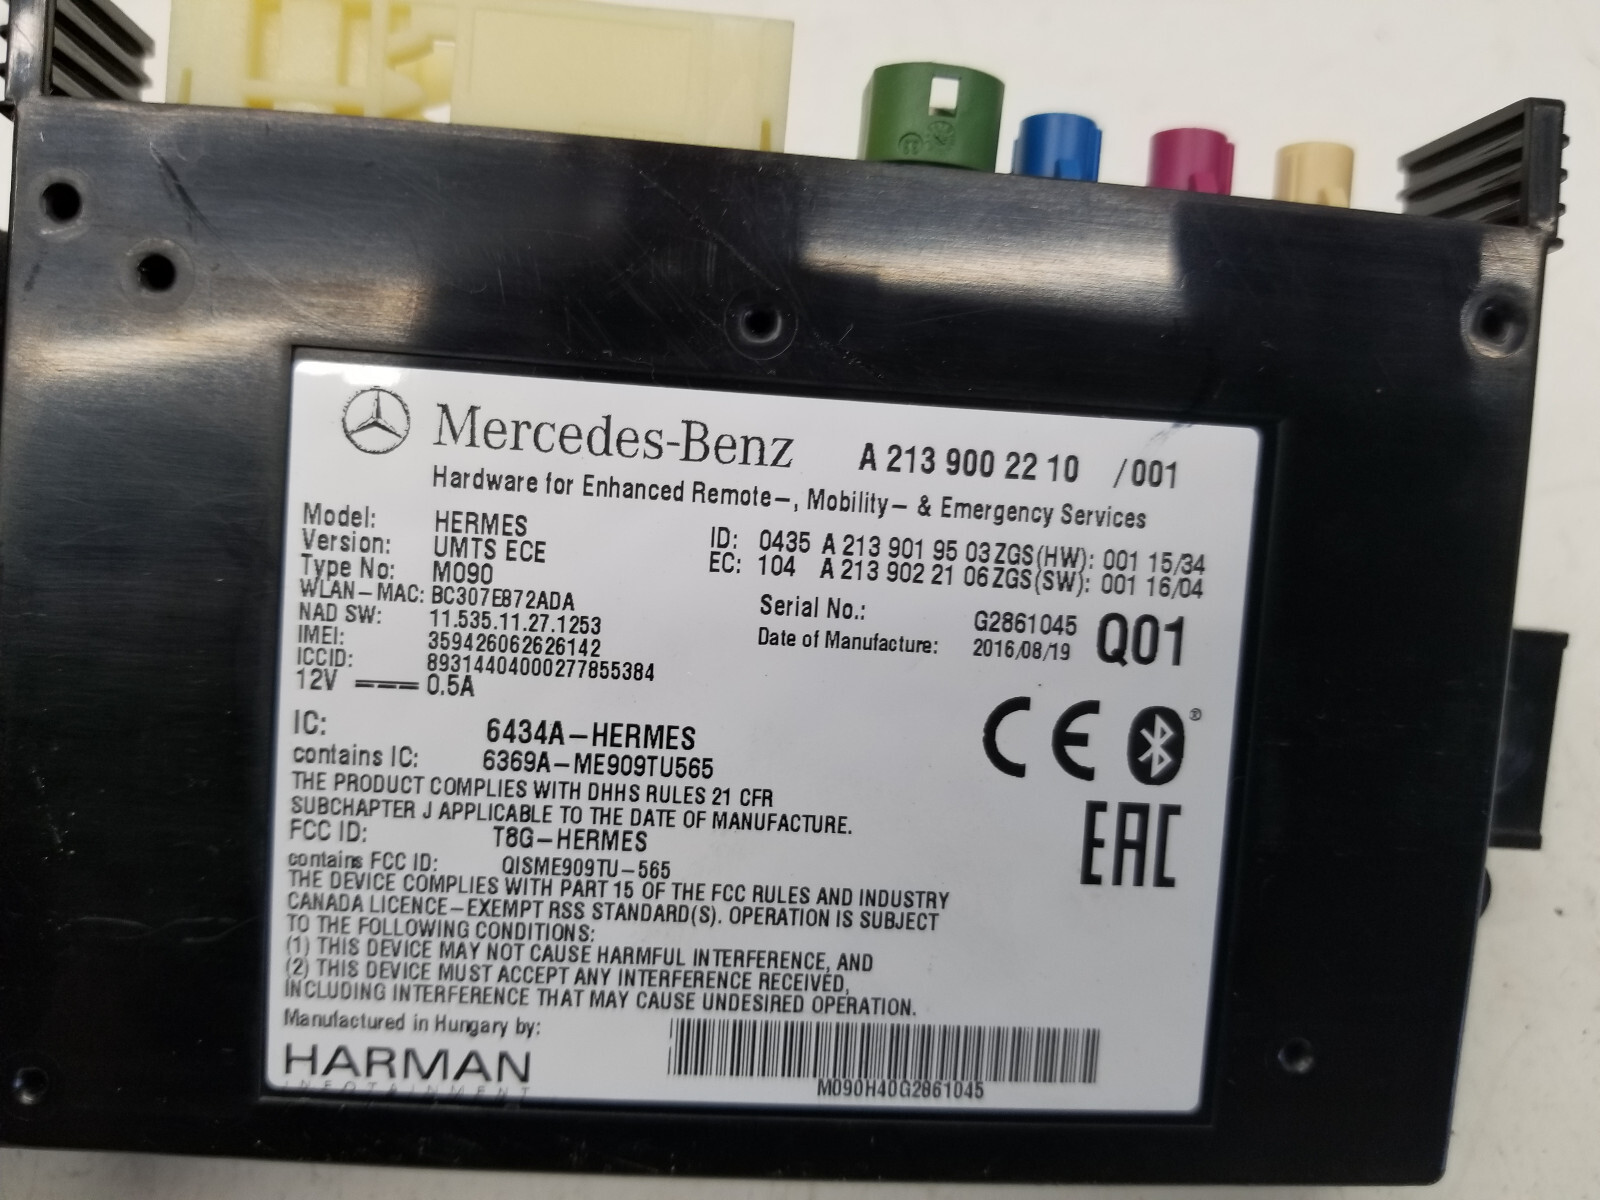 Mercedes-Benz A 213 900 22 10 /001
Hardware for Enhanced Remote-, Mobility- & Emergency Services
Model: HERMES
Version: UMTS ECE
Type No: M090
WLAN-MAC: BC307E872ADA
NAD SW: 11.535.11.27.1253
IMEI: 359426062626142
ICCID: 89314404000277855384
12V 0.5A
ID: 0435 A 213 901 95 03 ZGS(HW): 001 15/34
EC: 104 A 213 902 21 06 ZGS(SW): 001 16/04
Serial No.: G2861045
Date of Manufacture: 2016/08/19
Q01
IC: 6434A-HERMES
contains IC: 6369A-ME909TU565
THE PRODUCT COMPLIES WITH DHHS RULES 21 CFR
SUBCHAPTER J APPLICABLE TO THE DATE OF MANUFACTURE.
FCC ID: T8G-HERMES
contains FCC ID: QISME909TU-565
THE DEVICE COMPLIES WITH PART 15 OF THE FCC RULES AND INDUSTRY
CANADA LICENCE-EXEMPT RSS STANDARD(S). OPERATION IS SUBJECT
TO THE FOLLOWING CONDITIONS:
(1) THIS DEVICE MAY NOT CAUSE HARMFUL INTERFERENCE, AND
(2) THIS DEVICE MUST ACCEPT ANY INTERFERENCE RECEIVED,
INCLUDING INTERFERENCE THAT MAY CAUSE UNDESIRED OPERATION.
CE
®
EAC
Manufactured in Hungary by:
HARMAN
INFOTAINMENT
M090H40G2861045